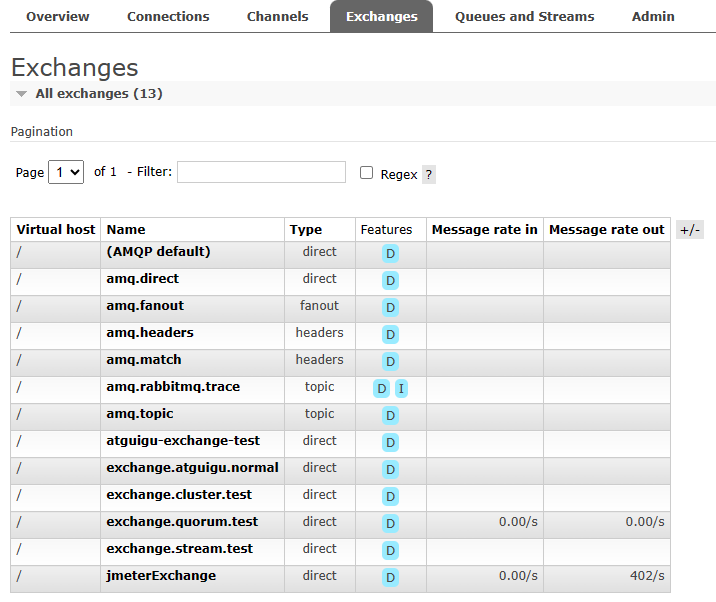 Overview Connections Channels Exchanges Queues and Streams Admin
Exchanges
All exchanges (13)
Pagination
Page 1 of 1 - Filter: Regex ?
Virtual host Name Type Features Message rate in Message rate out +/-
/ (AMQP default) direct D
/ amq.direct direct D
/ amq.fanout fanout D
/ amq.headers headers D
/ amq.match headers D
/ amq.rabbitmq.trace topic D I
/ amq.topic topic D
/ atguigu-exchange-test direct D
/ exchange.atguigu.normal direct D
/ exchange.cluster.test direct D
/ exchange.quorum.test direct D 0.00/s 0.00/s
/ exchange.stream.test direct D
/ jmeterExchange direct D 0.00/s 402/s